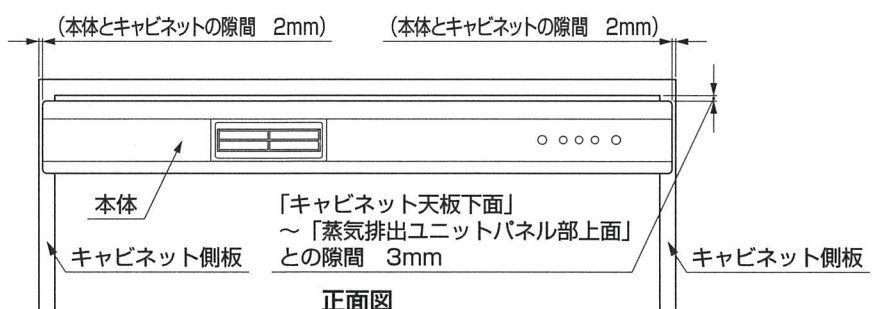 （本体とキャビネットの隙間　2mm）
（本体とキャビネットの隙間　2mm）
本体
「キャビネット天板下面」
～「蒸気排出ユニットパネル部上面」
との隙間　3mm
キャビネット側板
キャビネット側板
正面図